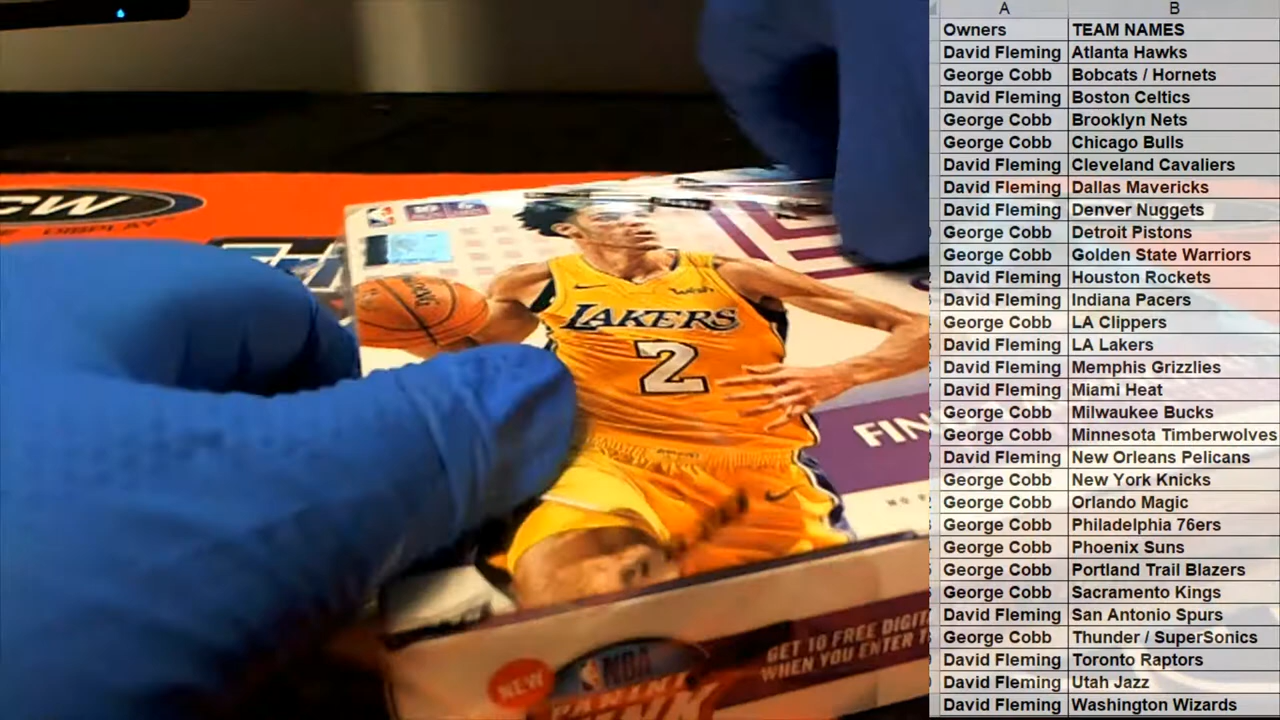 CW
DISPLAY
LAKERS
2
FIN
GET 10 FREE DIGIT
WHEN YOU ENTER T
NEW
NBA
PANINI
A B
Owners TEAM NAMES
David Fleming Atlanta Hawks
George Cobb Bobcats / Hornets
David Fleming Boston Celtics
George Cobb Brooklyn Nets
George Cobb Chicago Bulls
David Fleming Cleveland Cavaliers
David Fleming Dallas Mavericks
David Fleming Denver Nuggets
George Cobb Detroit Pistons
George Cobb Golden State Warriors
David Fleming Houston Rockets
David Fleming Indiana Pacers
George Cobb LA Clippers
David Fleming LA Lakers
David Fleming Memphis Grizzlies
David Fleming Miami Heat
George Cobb Milwaukee Bucks
George Cobb Minnesota Timberwolves
David Fleming New Orleans Pelicans
George Cobb New York Knicks
George Cobb Orlando Magic
George Cobb Philadelphia 76ers
George Cobb Phoenix Suns
George Cobb Portland Trail Blazers
George Cobb Sacramento Kings
David Fleming San Antonio Spurs
George Cobb Thunder / SuperSonics
David Fleming Toronto Raptors
David Fleming Utah Jazz
David Fleming Washington Wizards